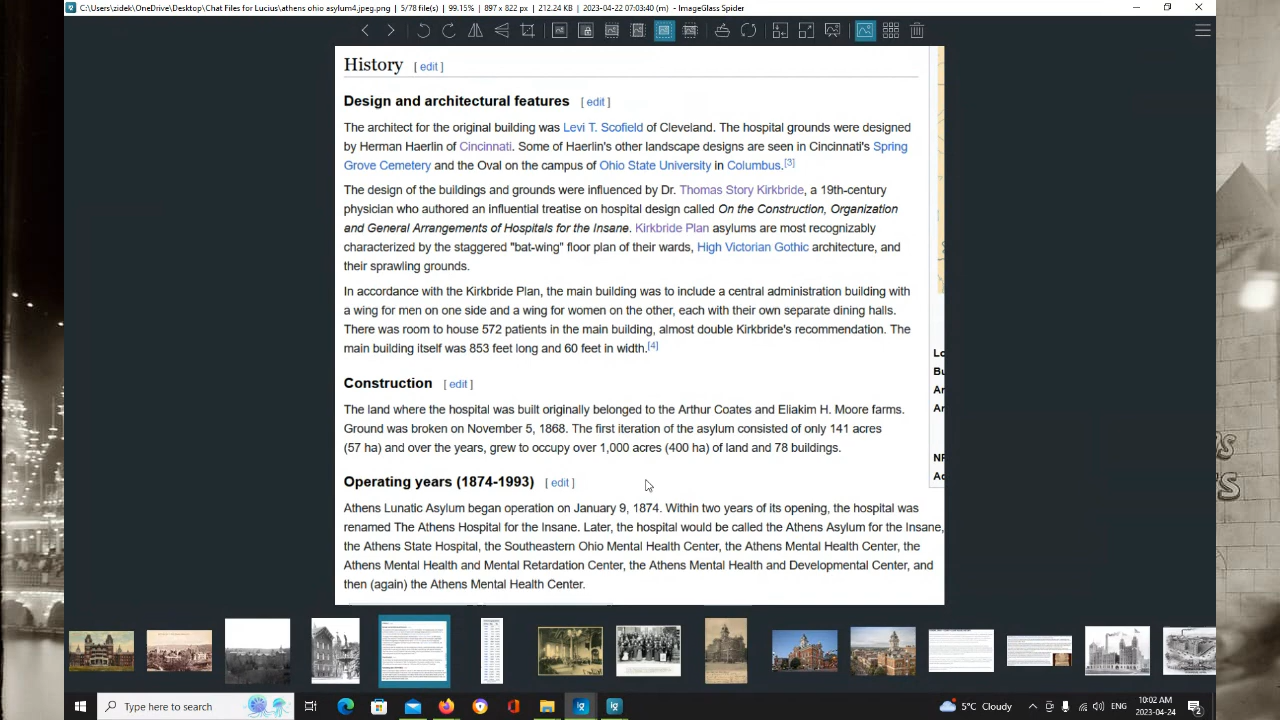 C:\Users\zidek\OneDrive\Desktop\Chat Files for Lucius\athens ohio asylum4.jpeg.png | 5/78 file(s) | 99.15% | 897 x 822 px | 212.24 KB | 2023-04-22 07:03:40 (m) - ImageGlass Spider
History [ edit ]
Design and architectural features [ edit ]
The architect for the original building was Levi T. Scofield of Cleveland. The hospital grounds were designed
by Herman Haerlin of Cincinnati. Some of Haerlin's other landscape designs are seen in Cincinnati's Spring
Grove Cemetery and the Oval on the campus of Ohio State University in Columbus.[3]
The design of the buildings and grounds were influenced by Dr. Thomas Story Kirkbride, a 19th-century
physician who authored an influential treatise on hospital design called On the Construction, Organization
and General Arrangements of Hospitals for the Insane. Kirkbride Plan asylums are most recognizably
characterized by the staggered "bat-wing" floor plan of their wards, High Victorian Gothic architecture, and
their sprawling grounds.
In accordance with the Kirkbride Plan, the main building was to include a central administration building with
a wing for men on one side and a wing for women on the other, each with their own separate dining halls.
There was room to house 572 patients in the main building, almost double Kirkbride's recommendation. The
main building itself was 853 feet long and 60 feet in width.[4]
Lo
Bu
Ar
Ar
NF
Ad
Construction [ edit ]
The land where the hospital was built originally belonged to the Arthur Coates and Eliakim H. Moore farms.
Ground was broken on November 5, 1868. The first iteration of the asylum consisted of only 141 acres
(57 ha) and over the years, grew to occupy over 1,000 acres (400 ha) of land and 78 buildings.
Operating years (1874-1993) [ edit ]
Athens Lunatic Asylum began operation on January 9, 1874. Within two years of its opening, the hospital was
renamed The Athens Hospital for the Insane. Later, the hospital would be called the Athens Asylum for the Insane,
the Athens State Hospital, the Southeastern Ohio Mental Health Center, the Athens Mental Health Center, the
Athens Mental Health and Mental Retardation Center, the Athens Mental Health and Developmental Center, and
then (again) the Athens Mental Health Center.
Type here to search
5°C Cloudy
ENG
10:02 AM
2023-04-24
2